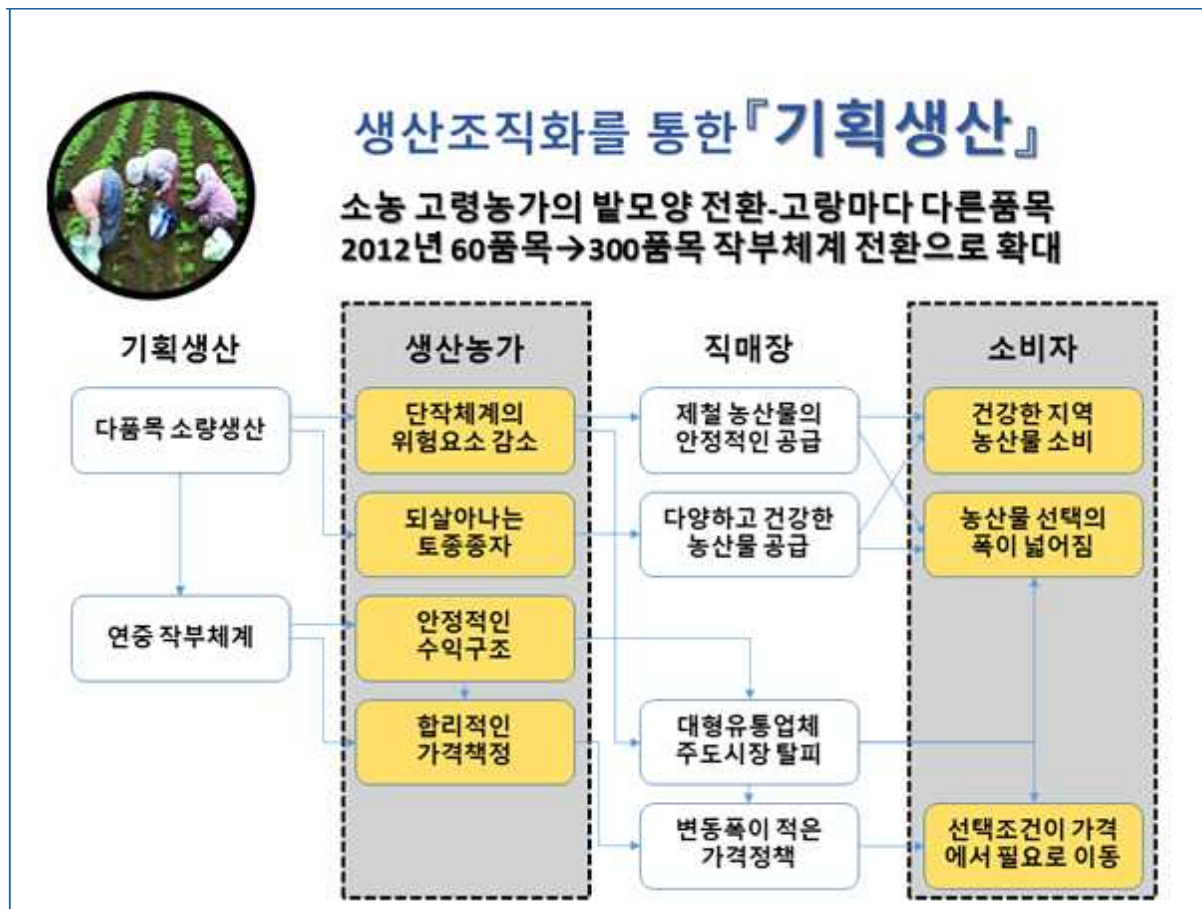 생산조직화를 통한『기획생산』
소농 고령농가의 밭모양 전환-고랑마다 다른품목
2012년 60품목→300품목 작부체계 전환으로 확대
기획생산
생산농가
직매장
소비자
다품목 소량생산
단작체계의
위험요소 감소
제철 농산물의
안정적인 공급
건강한 지역
농산물 소비
되살아나는
토종종자
다양하고 건강한
농산물 공급
농산물 선택의
폭이 넓어짐
연중 작부체계
안정적인
수익구조
합리적인
가격책정
대형유통업체
주도시장 탈피
변동폭이 적은
가격정책
선택조건이 가격
에서 필요로 이동